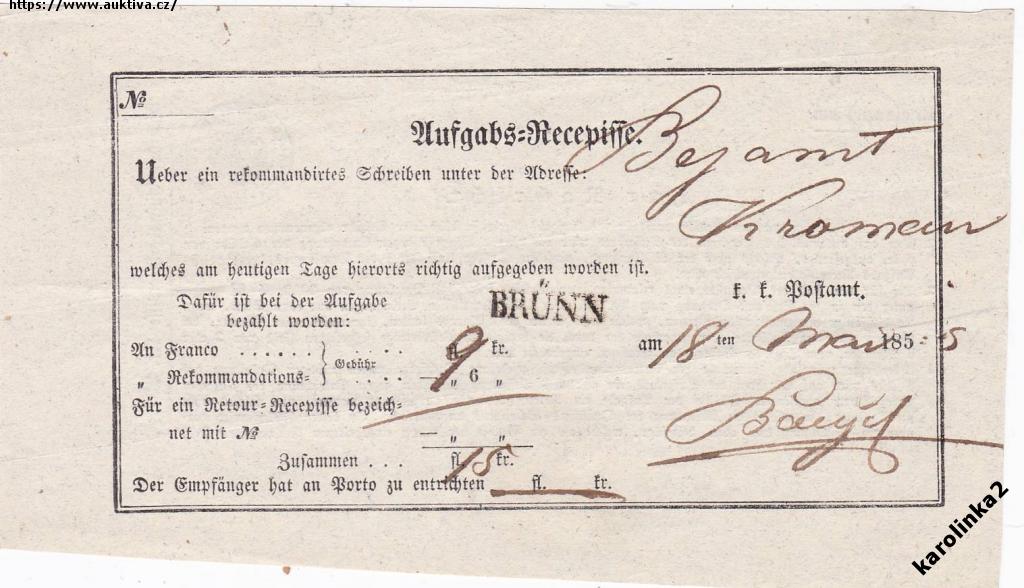 https://www.auktiva.cz/
№
Aufgabs=Recepisse.
Bezamt
Ueber ein rekommandirtes Schreiben unter der Adresse:
Kromau
welches am heutigen Tage hierorts richtig aufgegeben worden ist.
Dafür ist bei der Aufgabe
bezahlt worden:
BRÜNN
k. k. Postamt.
An Franco . . . . . . } Gebühr . . . . fl. 9 kr.
„ Rekommandations= . . . . — „ 6 „
am 18 ten Mai 1855
Für ein Retour=Recepisse bezeich=
net mit № — „ „
Zusammen . . . fl. 15 kr.
Der Empfänger hat an Porto zu entrichten — fl. — kr.
karolinka2